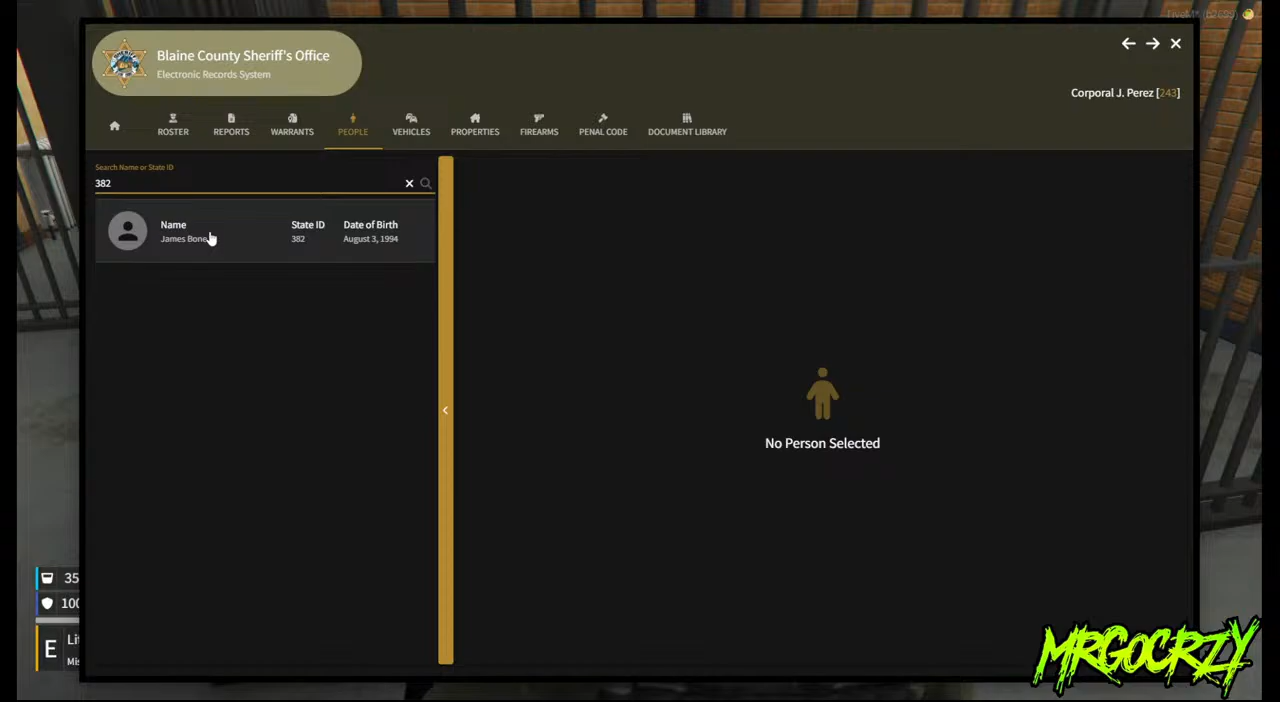 Blaine County Sheriff's Office
Electronic Records System
Corporal J. Perez [243]
ROSTER
REPORTS
WARRANTS
PEOPLE
VEHICLES
PROPERTIES
FIREARMS
PENAL CODE
DOCUMENT LIBRARY
Search Name or State ID
382
Name State ID Date of Birth
James Bone 382 August 3, 1994
No Person Selected
35
100
E
MRGOCRZY